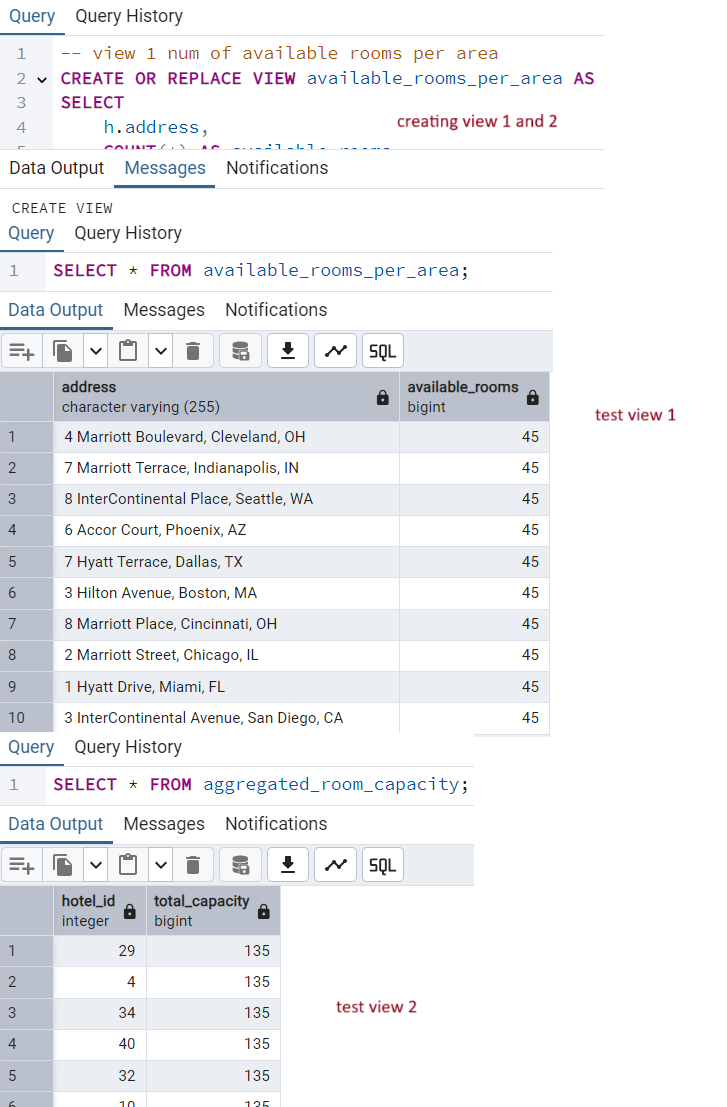 Query Query History
1 -- view 1 num of available rooms per area
2 CREATE OR REPLACE VIEW available_rooms_per_area AS
3 SELECT
4 h.address,
creating view 1 and 2
5 COUNT(*) AS available_rooms
Data Output Messages Notifications
CREATE VIEW
Query Query History
1 SELECT * FROM available_rooms_per_area;
Data Output Messages Notifications
SQL
address available_rooms
character varying (255) bigint
test view 1
1 4 Marriott Boulevard, Cleveland, OH 45
2 7 Marriott Terrace, Indianapolis, IN 45
3 8 InterContinental Place, Seattle, WA 45
4 6 Accor Court, Phoenix, AZ 45
5 7 Hyatt Terrace, Dallas, TX 45
6 3 Hilton Avenue, Boston, MA 45
7 8 Marriott Place, Cincinnati, OH 45
8 2 Marriott Street, Chicago, IL 45
9 1 Hyatt Drive, Miami, FL 45
10 3 InterContinental Avenue, San Diego, CA 45
Query Query History
1 SELECT * FROM aggregated_room_capacity;
Data Output Messages Notifications
SQL
hotel_id total_capacity
integer bigint
1 29 135
2 4 135
3 34 135
test view 2
4 40 135
5 32 135
6 10 135